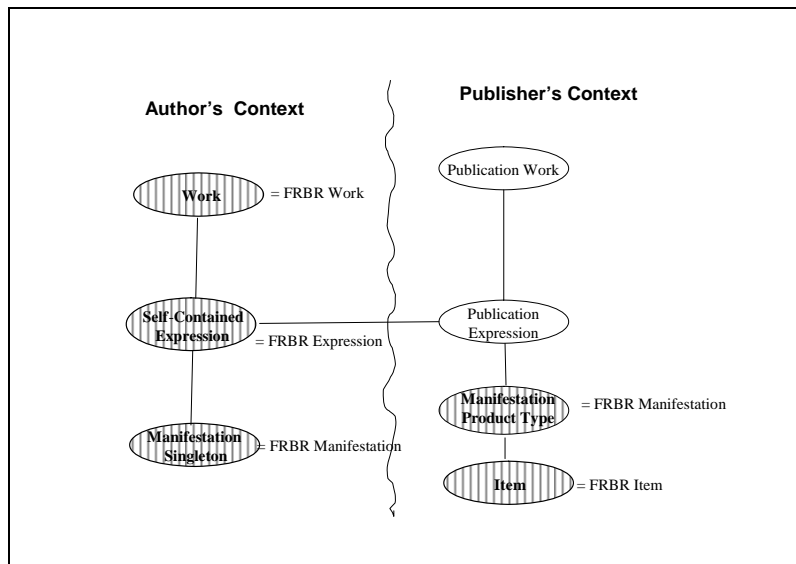 Author's Context
Work
= FRBR Work
Self-Contained
Expression
= FRBR Expression
Manifestation
Singleton
= FRBR Manifestation
Publisher's Context
Publication Work
Publication
Expression
Manifestation
Product Type
= FRBR Manifestation
Item
= FRBR Item